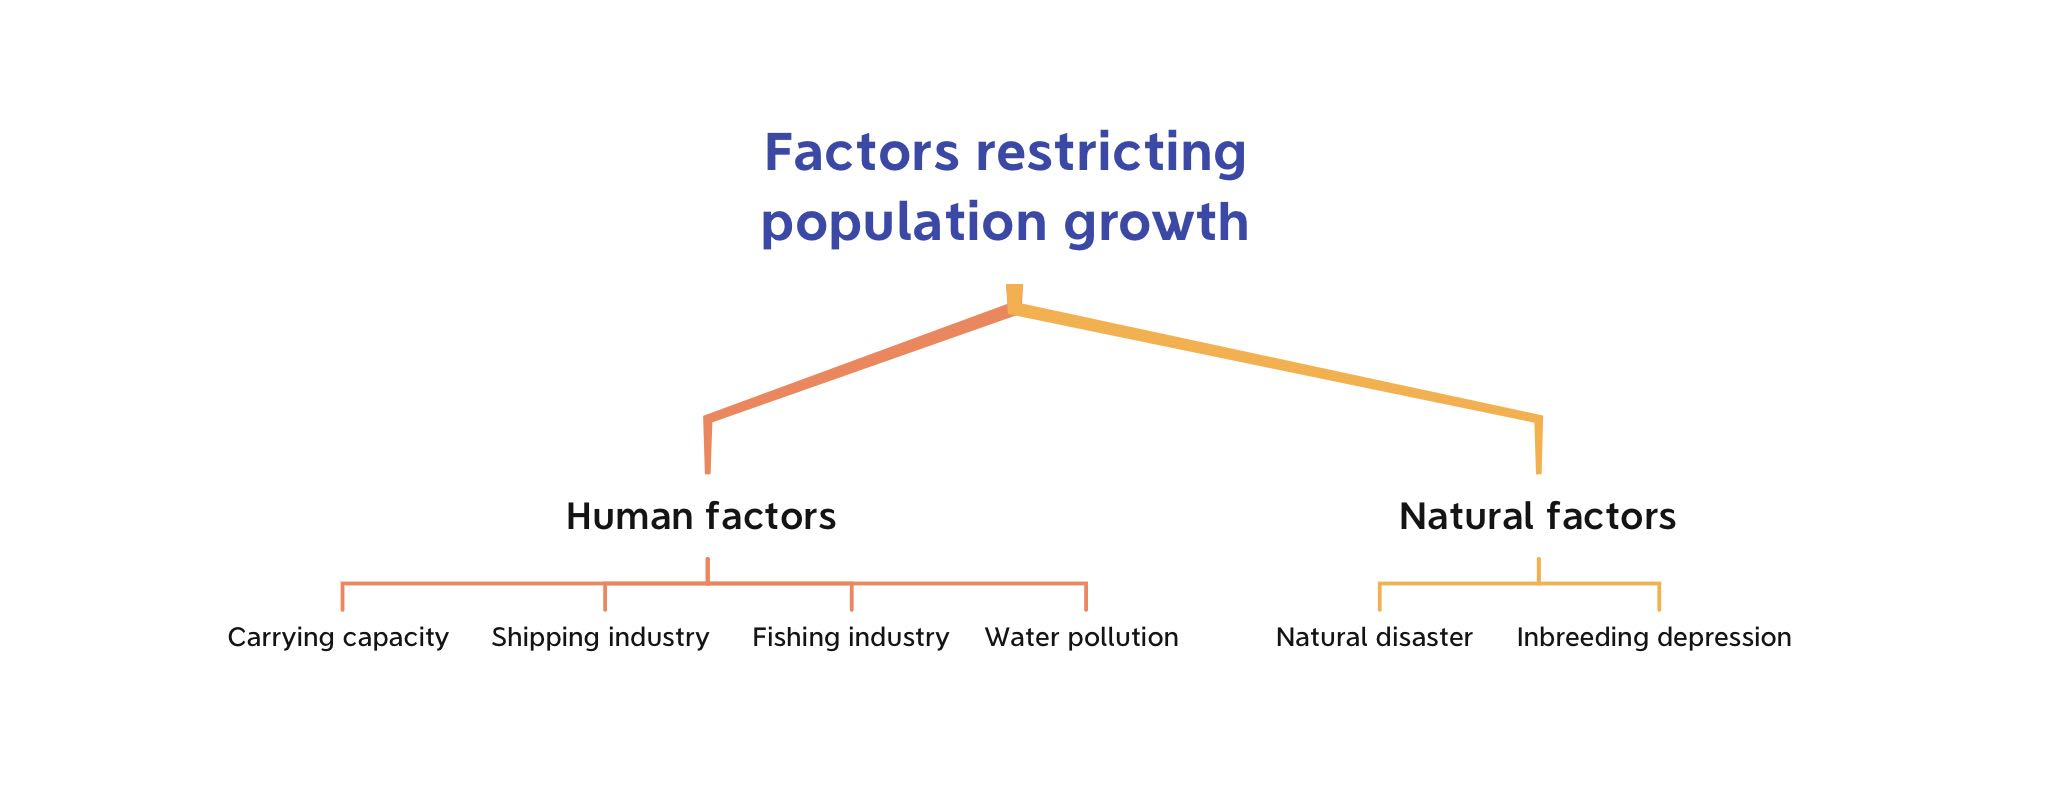 Factors restricting
population growth
Human factors
Natural factors
Carrying capacity
Shipping industry
Fishing industry
Water pollution
Natural disaster
Inbreeding depression